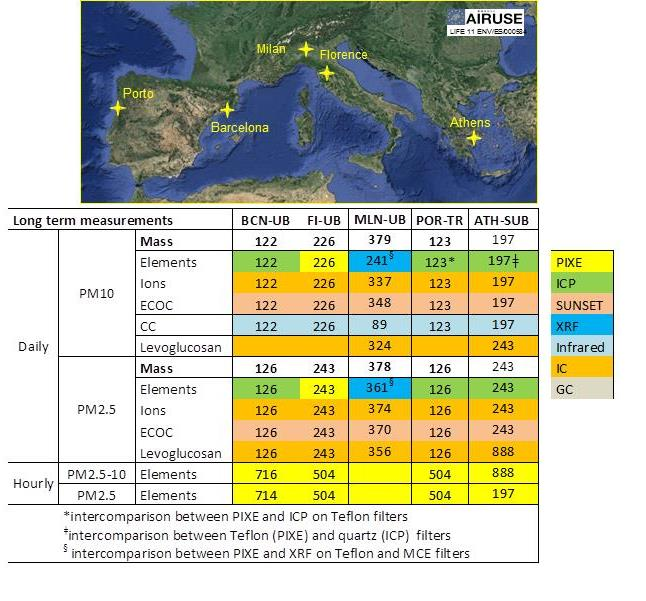 AIRUSE
LIFE 11 ENV/ES/000584
Milan
Florence
Porto
Barcelona
Athens
Long term measurements BCN-UB FI-UB MLN-UB POR-TR ATH-SUB
Daily
PM10
Mass 122 226 379 123 197
Elements 122 226 241§ 123* 197ǂ
Ions 122 226 337 123 197
ECOC 122 226 348 123 197
CC 122 226 89 123 197
Levoglucosan 324 243
PM2.5
Mass 126 243 378 126 243
Elements 126 243 361§ 126 243
Ions 126 243 374 126 243
ECOC 126 243 370 126 243
Levoglucosan 126 243 356 126 888
Hourly
PM2.5-10 Elements 716 504 504 888
PM2.5 Elements 714 504 504 197
*intercomparison between PIXE and ICP on Teflon filters
ǂintercomparison between Teflon (PIXE) and quartz (ICP) filters
§ intercomparison between PIXE and XRF on Teflon and MCE filters
PIXE
ICP
SUNSET
XRF
Infrared
IC
GC